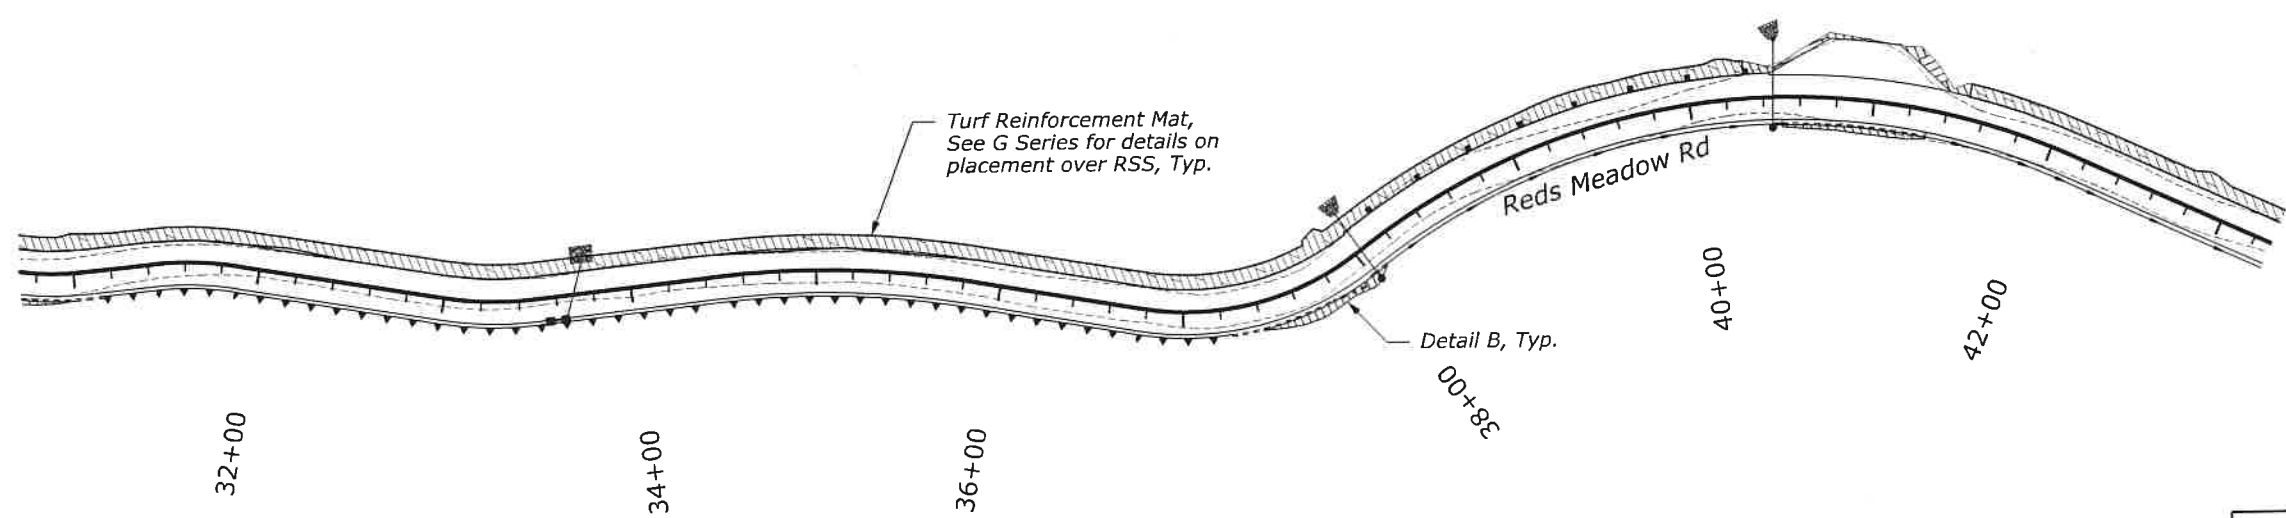 Turf Reinforcement Mat,
See G Series for details on
placement over RSS, Typ.
Reds Meadow Rd
Detail B, Typ.
32+00
34+00
36+00
38+00
40+00
42+00